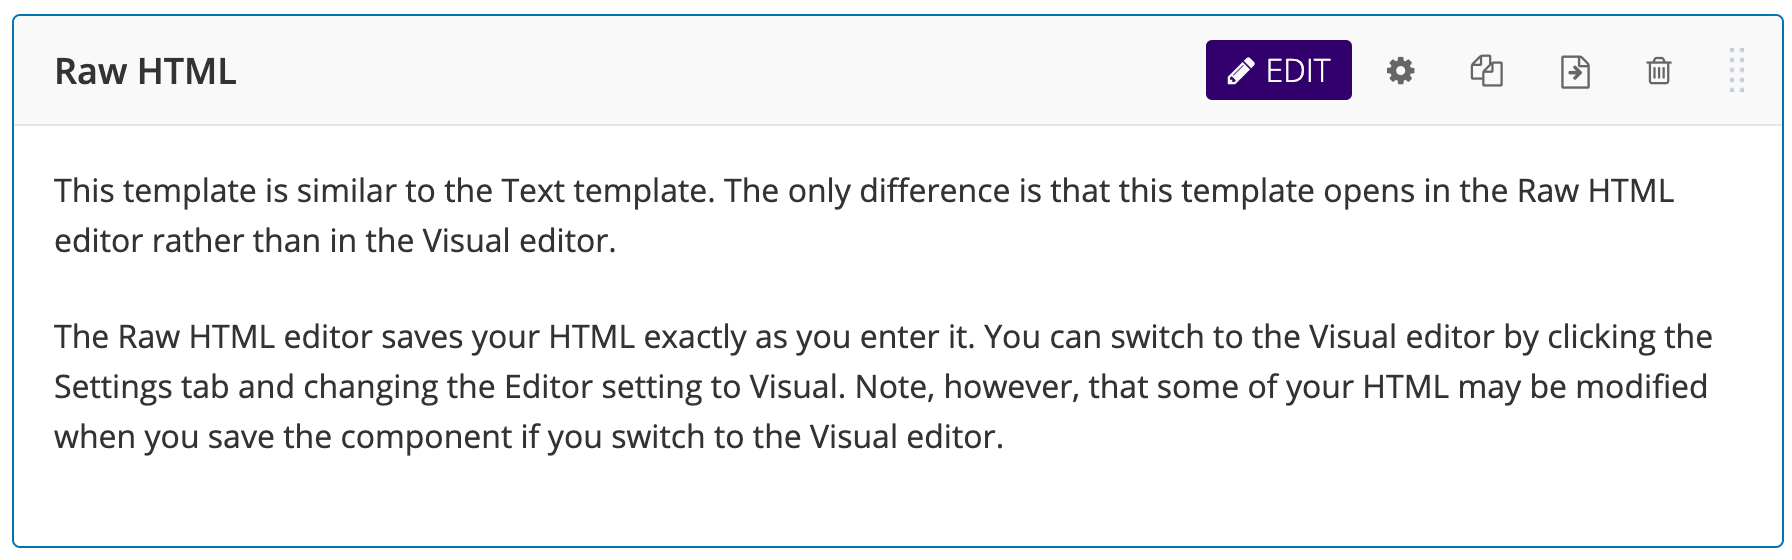 Raw HTML
EDIT
This template is similar to the Text template. The only difference is that this template opens in the Raw HTML
editor rather than in the Visual editor.
The Raw HTML editor saves your HTML exactly as you enter it. You can switch to the Visual editor by clicking the
Settings tab and changing the Editor setting to Visual. Note, however, that some of your HTML may be modified
when you save the component if you switch to the Visual editor.